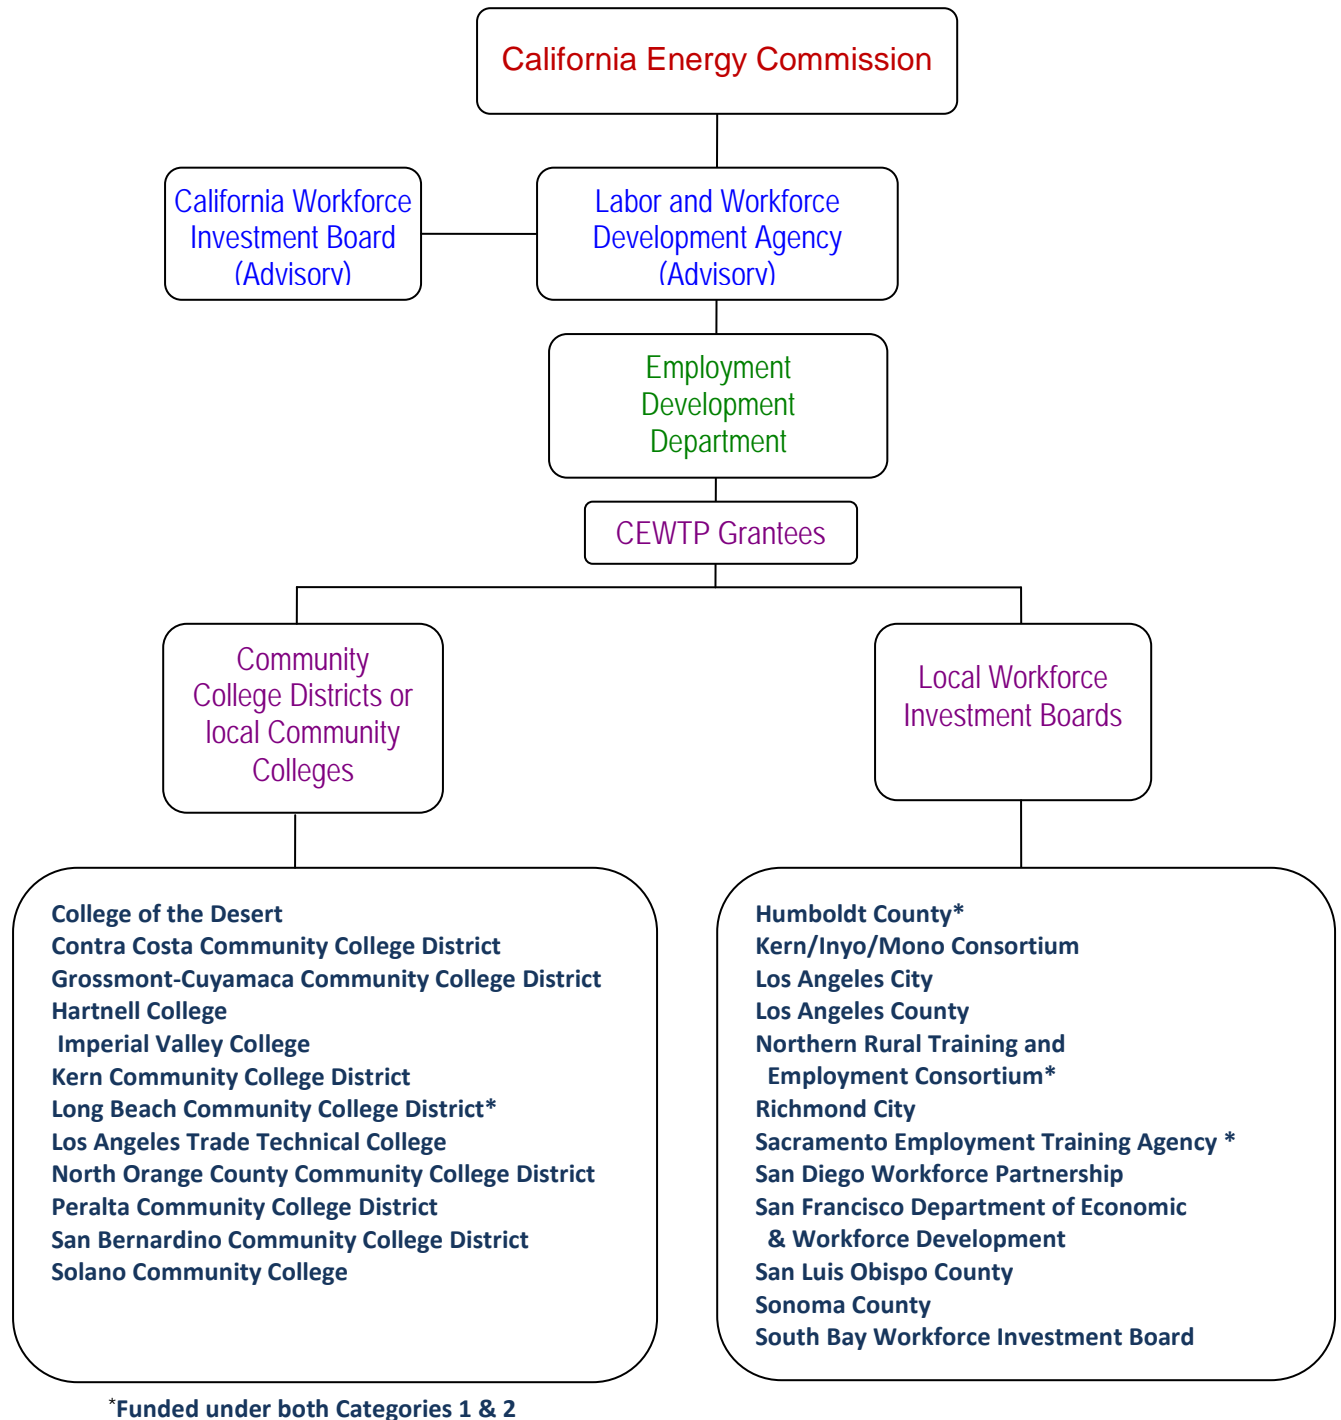 California Energy Commission
California Workforce
Investment Board
(Advisory)
Labor and Workforce
Development Agency
(Advisory)
Employment
Development
Department
CEWTP Grantees
Community
College Districts or
local Community
Colleges
Local Workforce
Investment Boards
College of the Desert
Contra Costa Community College District
Grossmont-Cuyamaca Community College District
Hartnell College
Imperial Valley College
Kern Community College District
Long Beach Community College District*
Los Angeles Trade Technical College
North Orange County Community College District
Peralta Community College District
San Bernardino Community College District
Solano Community College
Humboldt County*
Kern/Inyo/Mono Consortium
Los Angeles City
Los Angeles County
Northern Rural Training and
Employment Consortium*
Richmond City
Sacramento Employment Training Agency *
San Diego Workforce Partnership
San Francisco Department of Economic
& Workforce Development
San Luis Obispo County
Sonoma County
South Bay Workforce Investment Board
*Funded under both Categories 1 & 2